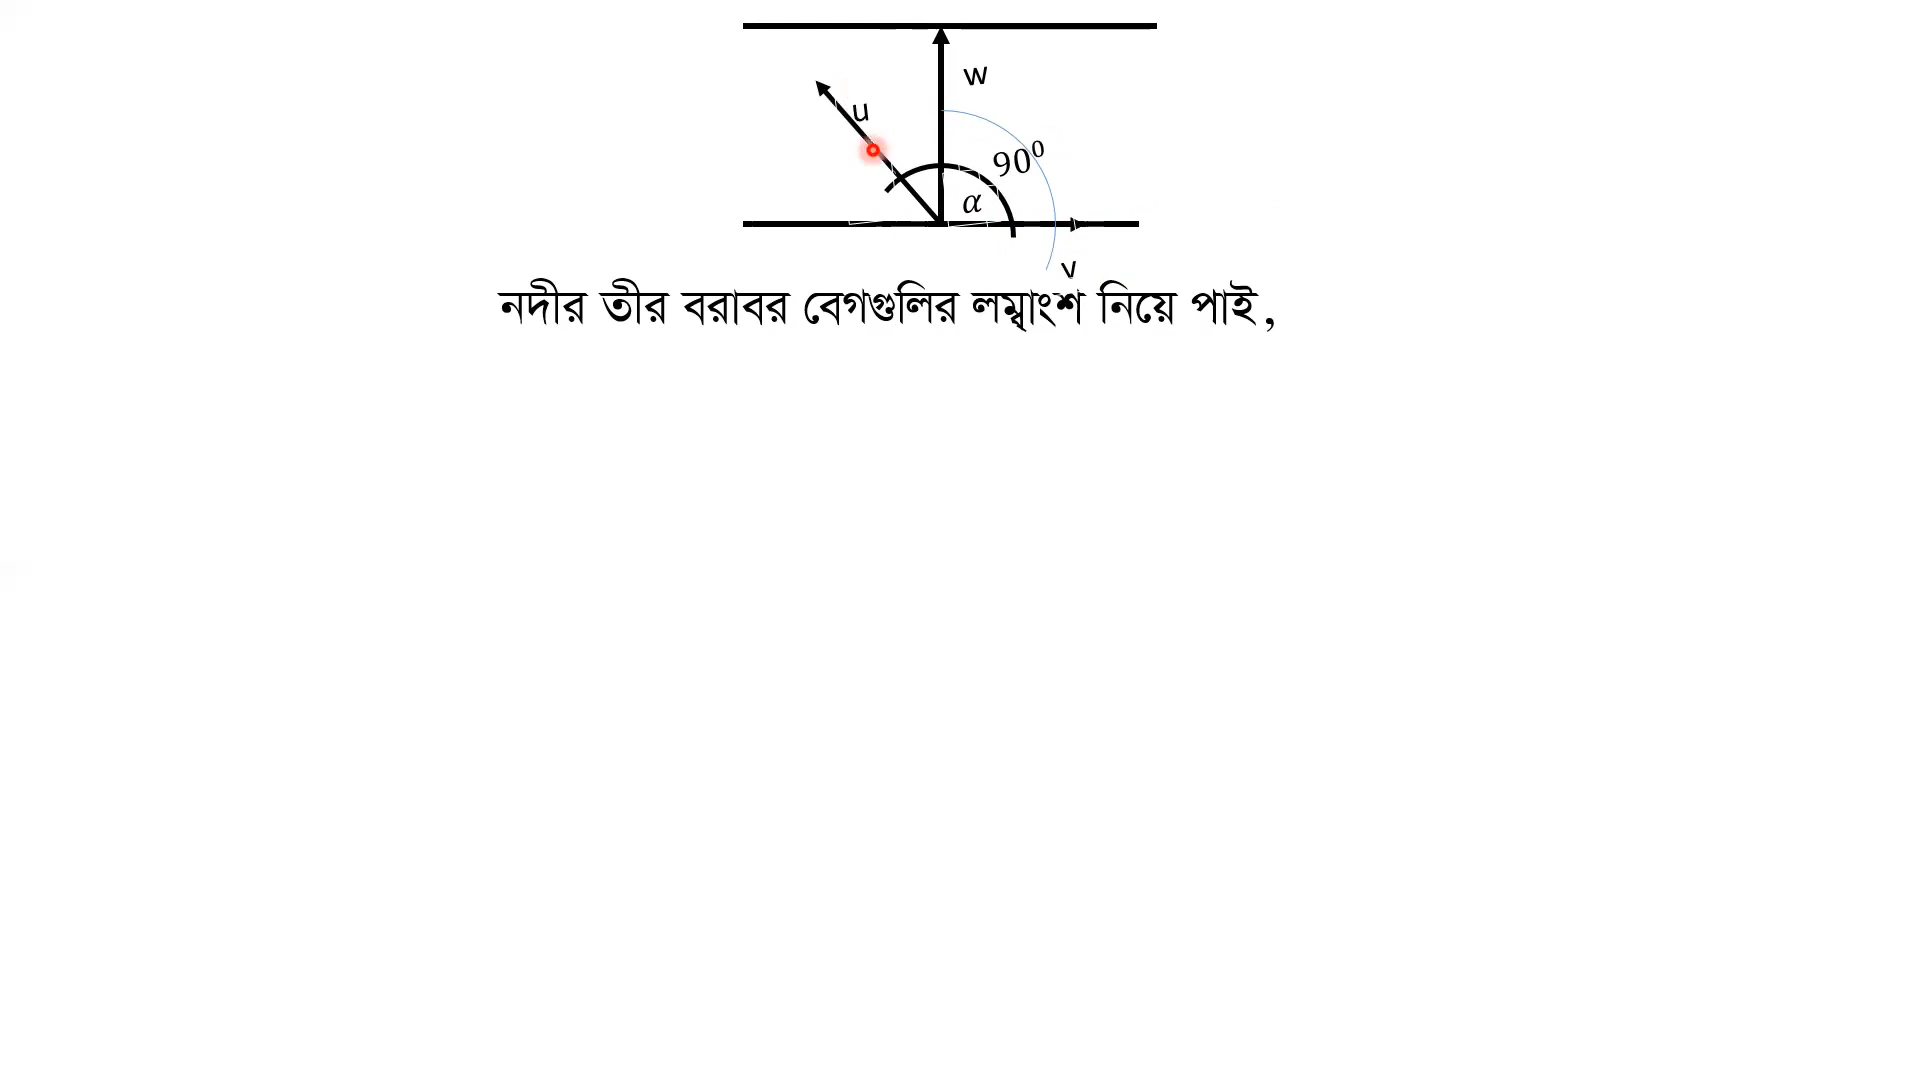 w
u
90⁰
α
v
নদীর তীর বরাবর বেগগুলির লম্বাংশ নিয়ে পাই,